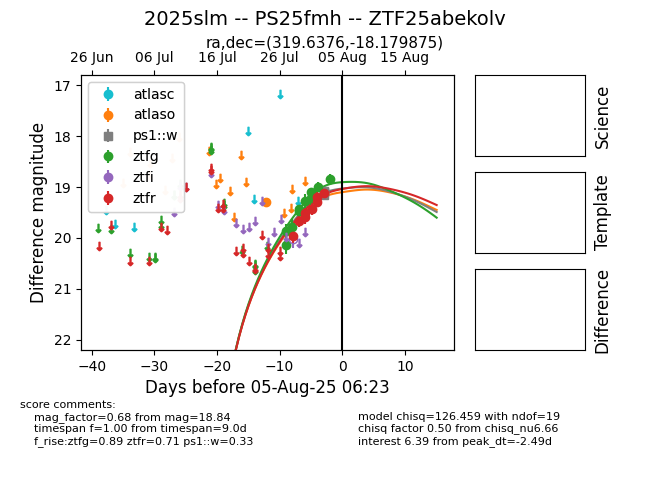 2025slm -- PS25fmh -- ZTF25abekolv
ra,dec=(319.6376,-18.179875)
26 Jun 06 Jul 16 Jul 26 Jul 05 Aug 15 Aug
atlasc
atlaso
ps1::w
ztfg
ztfi
ztfr
17
18
19
20
21
22
Difference magnitude
−40 −30 −20 −10 0 10
Days before 05-Aug-25 06:23
Science
Template
Difference
score comments:
mag_factor=0.68 from mag=18.84
timespan f=1.00 from timespan=9.0d
f_rise:ztfg=0.89 ztfr=0.71 ps1::w=0.33
model chisq=126.459 with ndof=19
chisq factor 0.50 from chisq_nu6.66
interest 6.39 from peak_dt=-2.49d